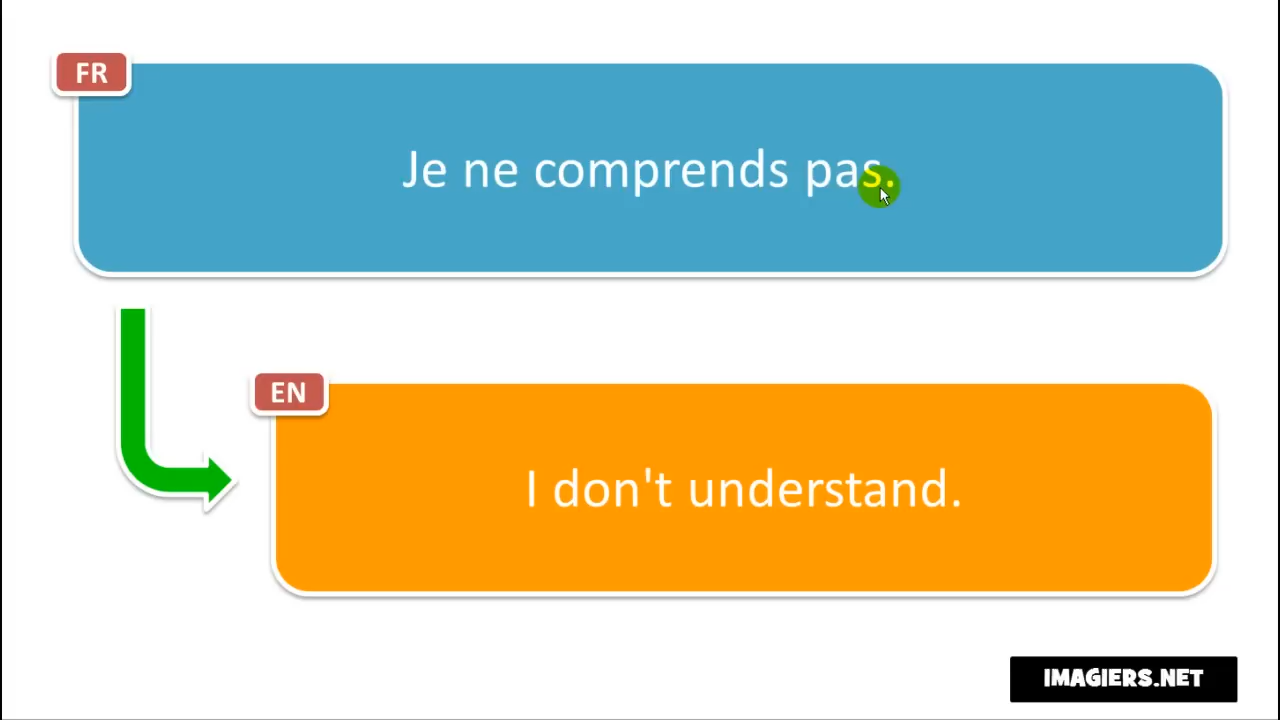 FR
Je ne comprends pas.
EN
I don't understand.
IMAGIERS.NET